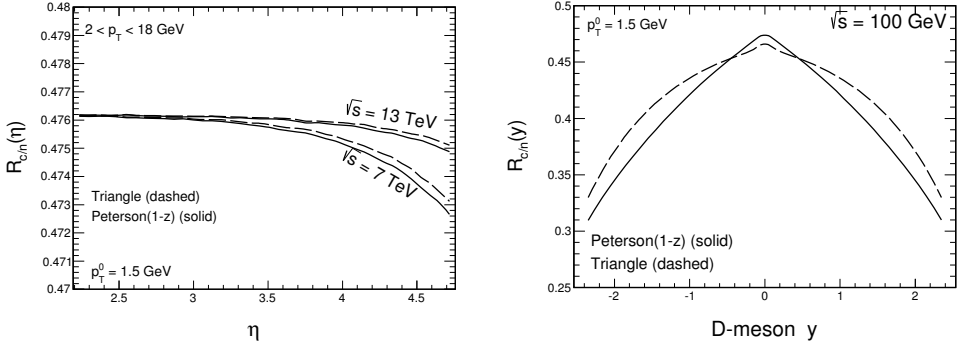 0.48
0.479
0.478
0.477
0.476
0.475
0.474
0.473
0.472
0.471
0.47
R_{c/n}(η)
2 < p_T < 18 GeV
√s = 13 TeV
√s = 7 TeV
Triangle (dashed)
Peterson(1-z) (solid)
p_T^0 = 1.5 GeV
2.5 3 3.5 4 4.5
η
0.5
0.45
0.4
0.35
0.3
0.25
R_{c/n}(y)
p_T^0 = 1.5 GeV
√s = 100 GeV
Peterson(1-z) (solid)
Triangle (dashed)
-2 -1 0 1 2
D-meson y